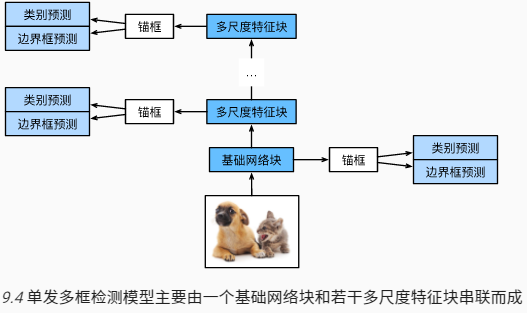 类别预测
边界框预测
锚框
多尺度特征块
...
类别预测
边界框预测
锚框
多尺度特征块
基础网络块
锚框
类别预测
边界框预测
9.4 单发多框检测模型主要由一个基础网络块和若干多尺度特征块串联而成